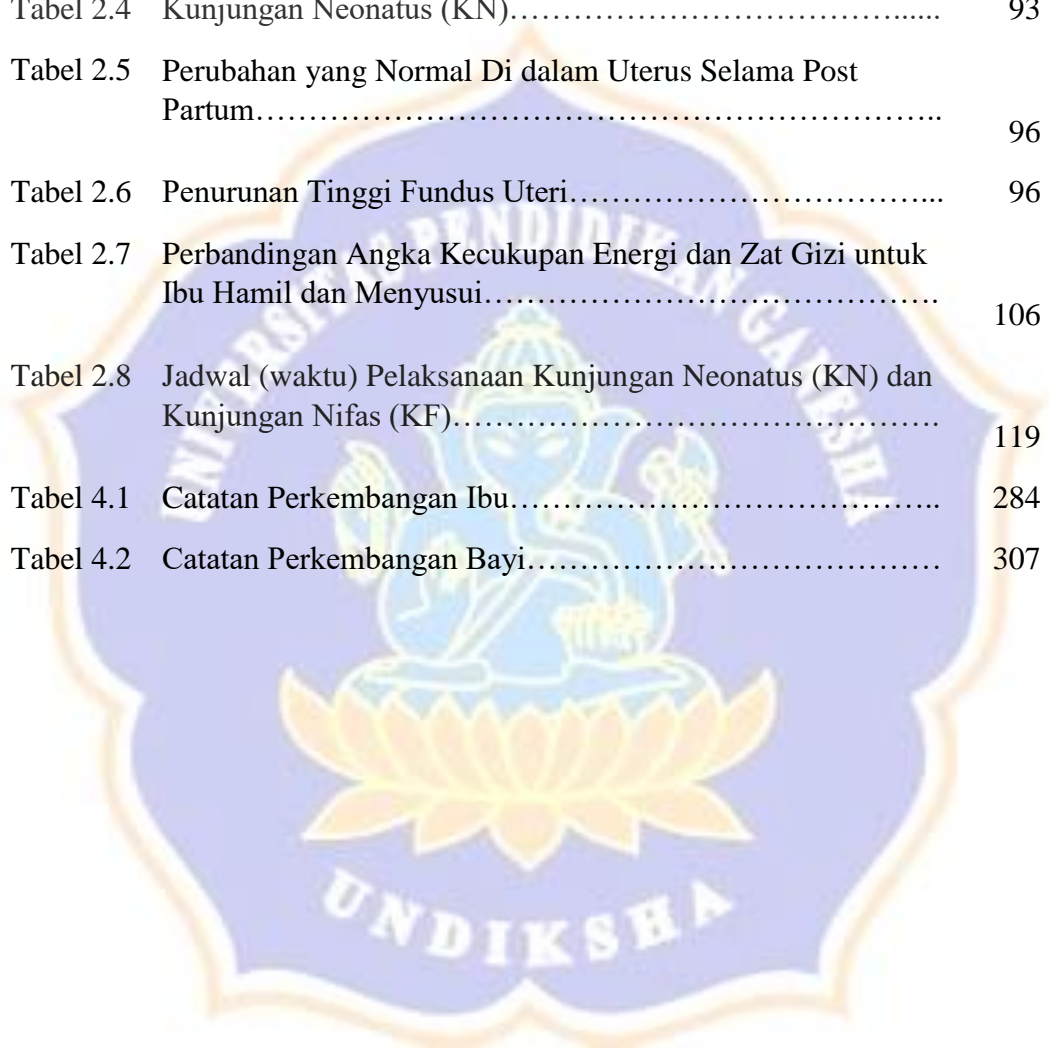 Tabel 2.4 Kunjungan Neonatus (KN)………………………………...... 93
Tabel 2.5 Perubahan yang Normal Di dalam Uterus Selama Post
Partum………………………………………………………….. 96
Tabel 2.6 Penurunan Tinggi Fundus Uteri……………………………... 96
Tabel 2.7 Perbandingan Angka Kecukupan Energi dan Zat Gizi untuk
Ibu Hamil dan Menyusui………………………………………. 106
Tabel 2.8 Jadwal (waktu) Pelaksanaan Kunjungan Neonatus (KN) dan
Kunjungan Nifas (KF)…………………………………………. 119
Tabel 4.1 Catatan Perkembangan Ibu…………………………………….. 284
Tabel 4.2 Catatan Perkembangan Bayi…………………………………… 307
UNIVERSITAS PENDIDIKAN GANESHA
UNDIKSHA